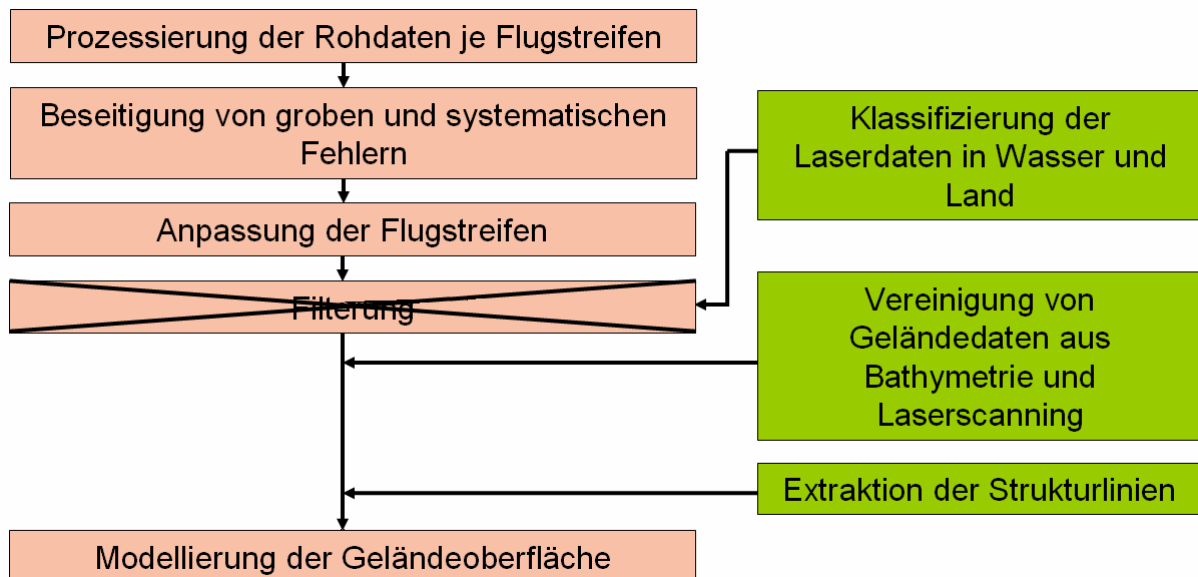 Prozessierung der Rohdaten je Flugstreifen
Beseitigung von groben und systematischen
Fehlern
Anpassung der Flugstreifen
Filterung
Modellierung der Geländeoberfläche
Klassifizierung der
Laserdaten in Wasser und
Land
Vereinigung von
Geländedaten aus
Bathymetrie und
Laserscanning
Extraktion der Strukturlinien